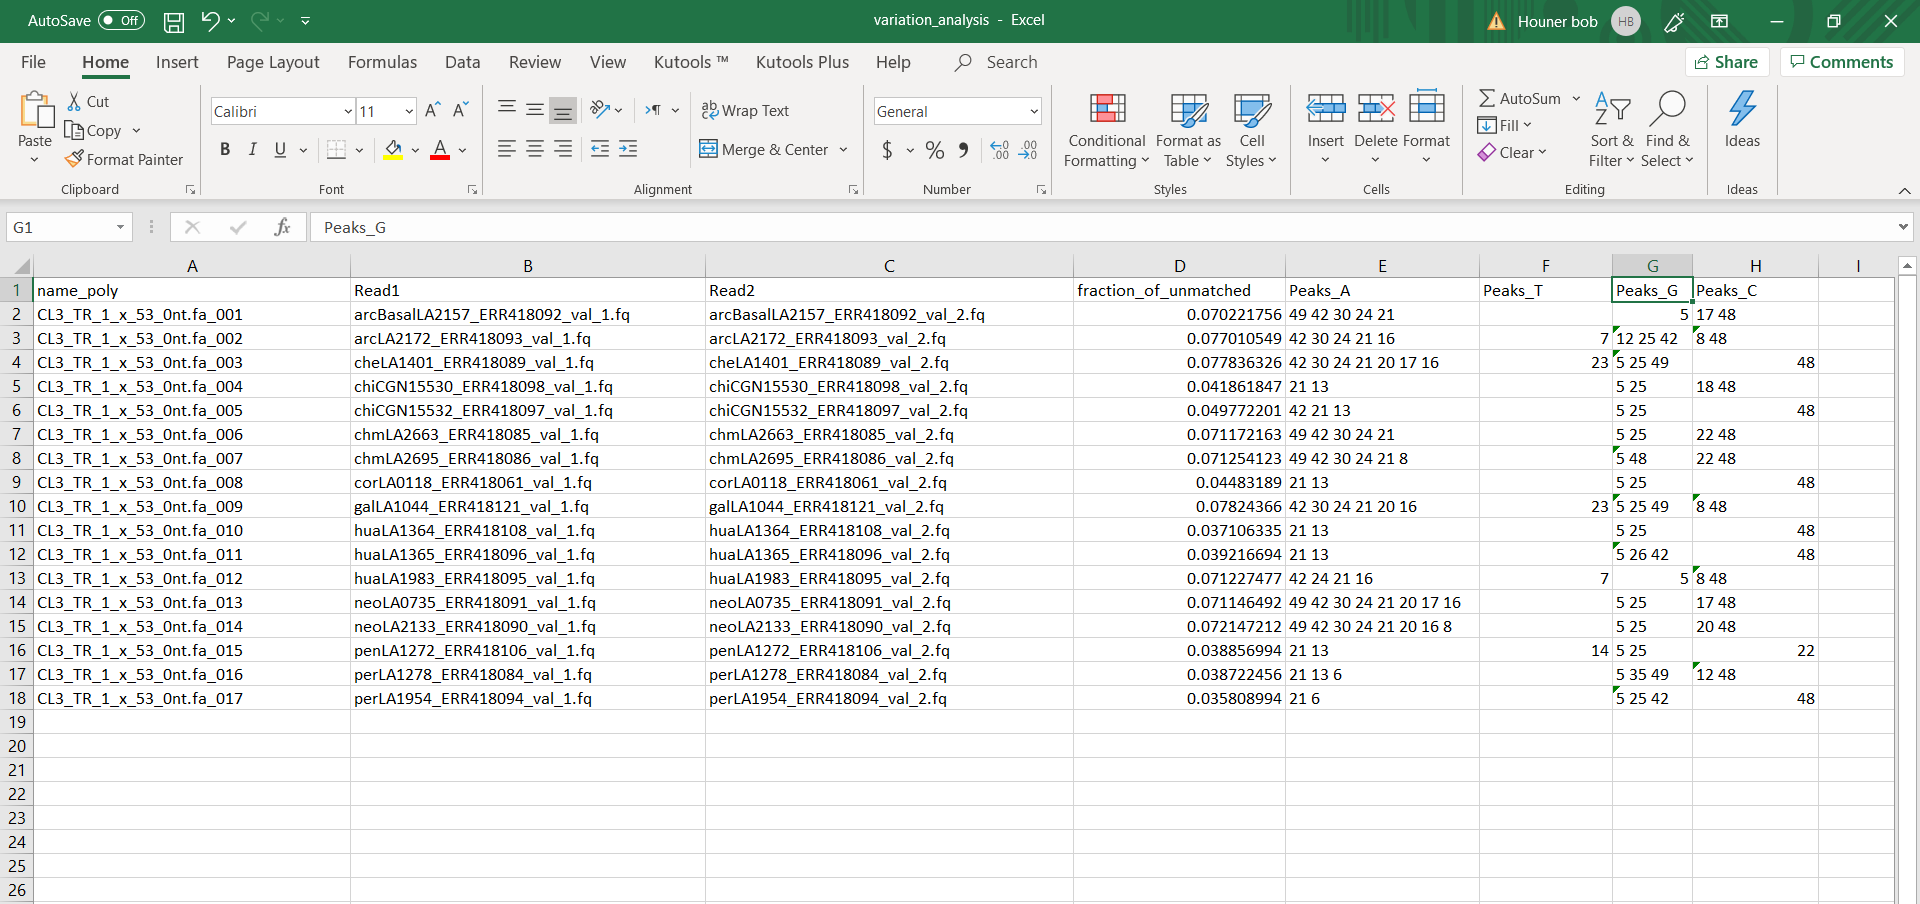 AutoSave Off variation_analysis - Excel Houner bob HB
File Home Insert Page Layout Formulas Data Review View Kutools ™ Kutools Plus Help Search Share Comments
Paste Cut Copy Format Painter Clipboard
Calibri 11 A A B I U A Font
ab Wrap Text Merge & Center Alignment
General $ % .00 .0 Number
Conditional Formatting Format as Table Cell Styles Styles
Insert Delete Format Cells
AutoSum Fill Clear Sort & Filter Find & Select Editing
Ideas Ideas
G1 fx Peaks_G
A B C D E F G H I
1 name_poly Read1 Read2 fraction_of_unmatched Peaks_A Peaks_T Peaks_G Peaks_C
2 CL3_TR_1_x_53_0nt.fa_001 arcBasalLA2157_ERR418092_val_1.fq arcBasalLA2157_ERR418092_val_2.fq 0.070221756 49 42 30 24 21 5 17 48
3 CL3_TR_1_x_53_0nt.fa_002 arcLA2172_ERR418093_val_1.fq arcLA2172_ERR418093_val_2.fq 0.077010549 42 30 24 21 16 7 12 25 42 8 48
4 CL3_TR_1_x_53_0nt.fa_003 cheLA1401_ERR418089_val_1.fq cheLA1401_ERR418089_val_2.fq 0.077836326 42 30 24 21 20 17 16 23 5 25 49 48
5 CL3_TR_1_x_53_0nt.fa_004 chiCGN15530_ERR418098_val_1.fq chiCGN15530_ERR418098_val_2.fq 0.041861847 21 13 5 25 18 48
6 CL3_TR_1_x_53_0nt.fa_005 chiCGN15532_ERR418097_val_1.fq chiCGN15532_ERR418097_val_2.fq 0.049772201 42 21 13 5 25 48
7 CL3_TR_1_x_53_0nt.fa_006 chmLA2663_ERR418085_val_1.fq chmLA2663_ERR418085_val_2.fq 0.071172163 49 42 30 24 21 5 25 22 48
8 CL3_TR_1_x_53_0nt.fa_007 chmLA2695_ERR418086_val_1.fq chmLA2695_ERR418086_val_2.fq 0.071254123 49 42 30 24 21 8 5 48 22 48
9 CL3_TR_1_x_53_0nt.fa_008 corLA0118_ERR418061_val_1.fq corLA0118_ERR418061_val_2.fq 0.04483189 21 13 5 25 48
10 CL3_TR_1_x_53_0nt.fa_009 galLA1044_ERR418121_val_1.fq galLA1044_ERR418121_val_2.fq 0.07824366 42 30 24 21 20 16 23 5 25 49 8 48
11 CL3_TR_1_x_53_0nt.fa_010 huaLA1364_ERR418108_val_1.fq huaLA1364_ERR418108_val_2.fq 0.037106335 21 13 5 25 48
12 CL3_TR_1_x_53_0nt.fa_011 huaLA1365_ERR418096_val_1.fq huaLA1365_ERR418096_val_2.fq 0.039216694 21 13 5 26 42 48
13 CL3_TR_1_x_53_0nt.fa_012 huaLA1983_ERR418095_val_1.fq huaLA1983_ERR418095_val_2.fq 0.071227477 42 24 21 16 7 5 8 48
14 CL3_TR_1_x_53_0nt.fa_013 neoLA0735_ERR418091_val_1.fq neoLA0735_ERR418091_val_2.fq 0.071146492 49 42 30 24 21 20 17 16 5 25 17 48
15 CL3_TR_1_x_53_0nt.fa_014 neoLA2133_ERR418090_val_1.fq neoLA2133_ERR418090_val_2.fq 0.072147212 49 42 30 24 21 20 16 8 5 25 20 48
16 CL3_TR_1_x_53_0nt.fa_015 penLA1272_ERR418106_val_1.fq penLA1272_ERR418106_val_2.fq 0.038856994 21 13 14 5 25 22
17 CL3_TR_1_x_53_0nt.fa_016 perLA1278_ERR418084_val_1.fq perLA1278_ERR418084_val_2.fq 0.038722456 21 13 6 5 35 49 12 48
18 CL3_TR_1_x_53_0nt.fa_017 perLA1954_ERR418094_val_1.fq perLA1954_ERR418094_val_2.fq 0.035808994 21 6 5 25 42 48
19
20
21
22
23
24
25
26